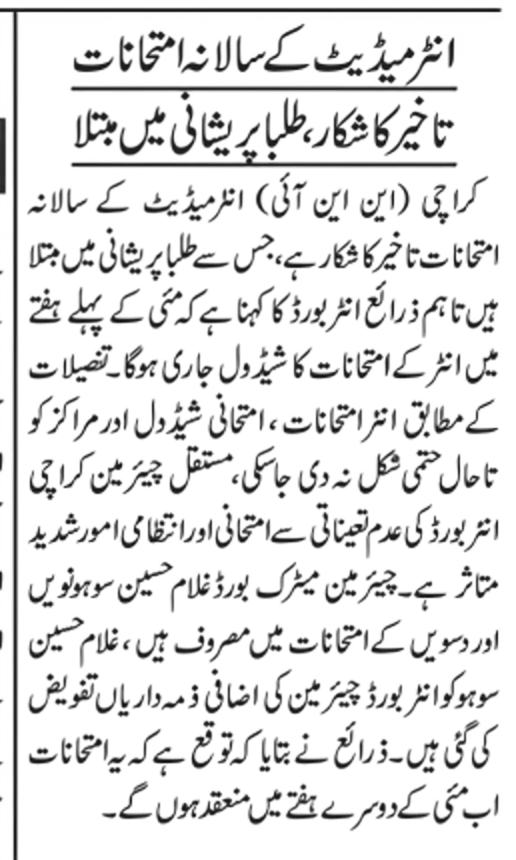 انٹرمیڈیٹ کے سالانہ امتحانات
تاخیر کا شکار، طلبا پریشانی میں مبتلا
کراچی (این این آئی) انٹرمیڈیٹ کے سالانہ
امتحانات تاخیر کا شکار ہے، جس سے طلبا پریشانی میں مبتلا
ہیں تاہم ذرائع انٹر بورڈ کا کہنا ہے کہ مئی کے پہلے ہفتے
میں انٹر کے امتحانات کا شیڈول جاری ہوگا۔ تفصیلات
کے مطابق انٹر امتحانات، امتحانی شیڈول اور مراکز کو
تاحال حتمی شکل نہ دی جاسکی، مستقل چیئرمین کراچی
انٹر بورڈ کی عدم تعیناتی سے امتحانی اور انتظامی امور شدید
متاثر ہے۔ چیئرمین میٹرک بورڈ غلام حسین سوہو نویں
اور دسویں کے امتحانات میں مصروف ہیں، غلام حسین
سوہو کو انٹر بورڈ چیئرمین کی اضافی ذمہ داریاں تفویض
کی گئی ہیں۔ ذرائع نے بتایا کہ توقع ہے کہ یہ امتحانات
اب مئی کے دوسرے ہفتے میں منعقد ہوں گے۔